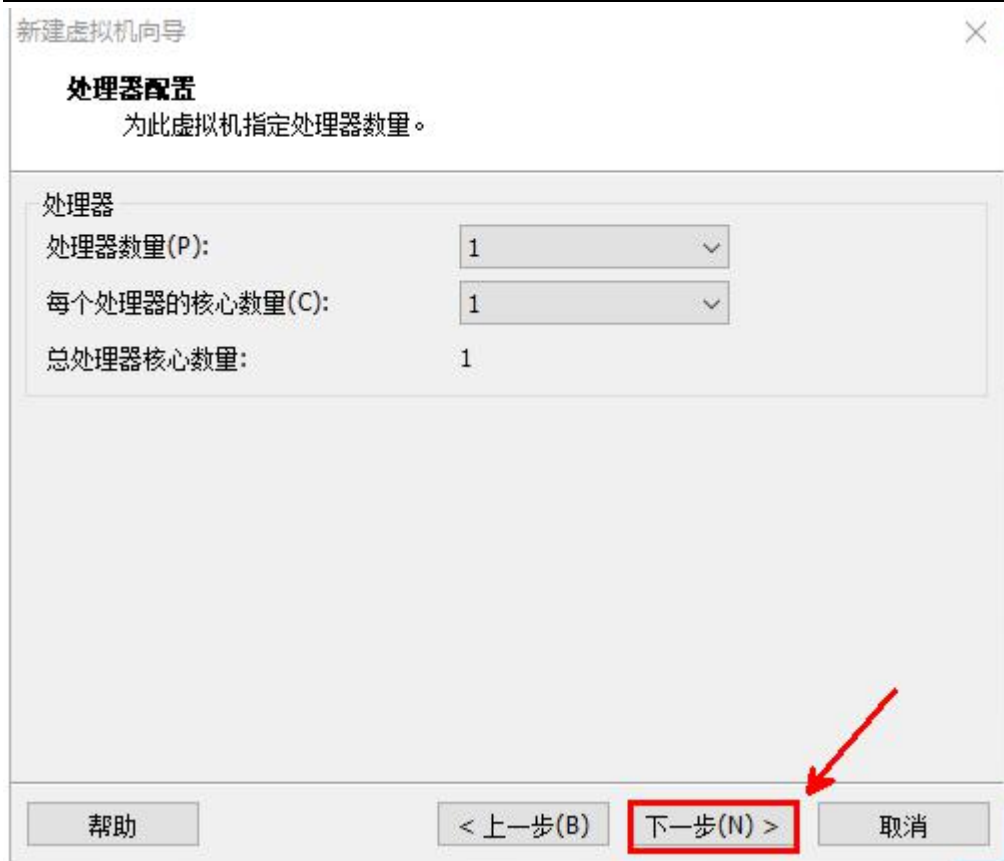 新建虚拟机向导
处理器配置
为此虚拟机指定处理器数量。
处理器
处理器数量(P):
1
每个处理器的核心数量(C):
1
总处理器核心数量:
1
帮助
< 上一步(B)
下一步(N) >
取消